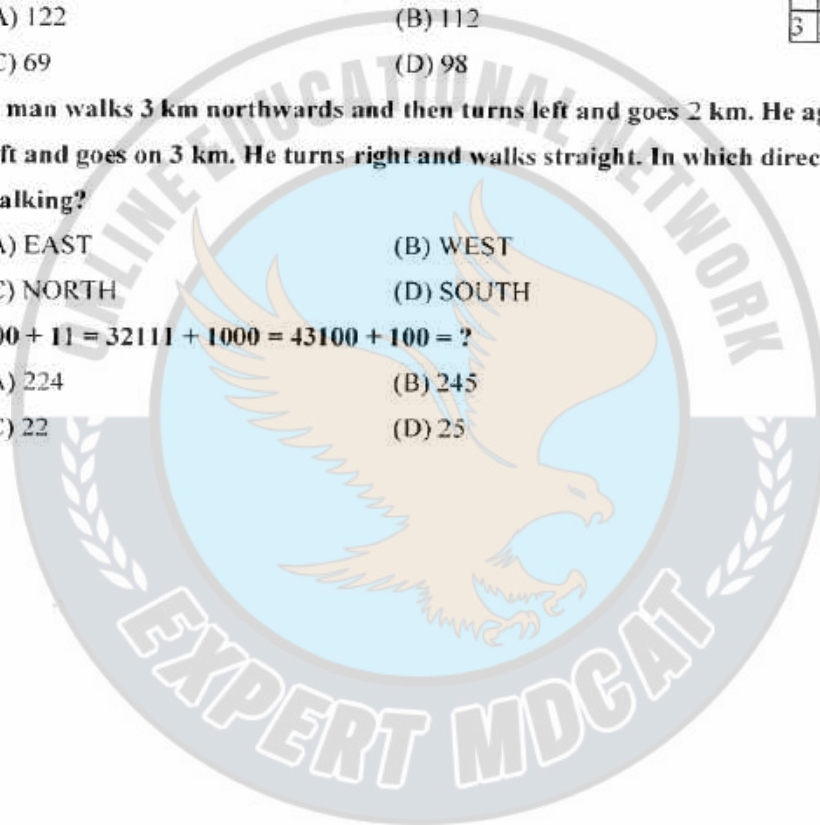 A) 122 (B) 112
3
C) 69 (D) 98
man walks 3 km northwards and then turns left and goes 2 km. He ag
ft and goes on 3 km. He turns right and walks straight. In which direc
alking?
A) EAST (B) WEST
C) NORTH (D) SOUTH
00 + 11 = 32111 + 1000 = 43100 + 100 = ?
A) 224 (B) 245
C) 22 (D) 25
ONLINE EDUCATIONAL NETWORK
EXPERT MDCAT